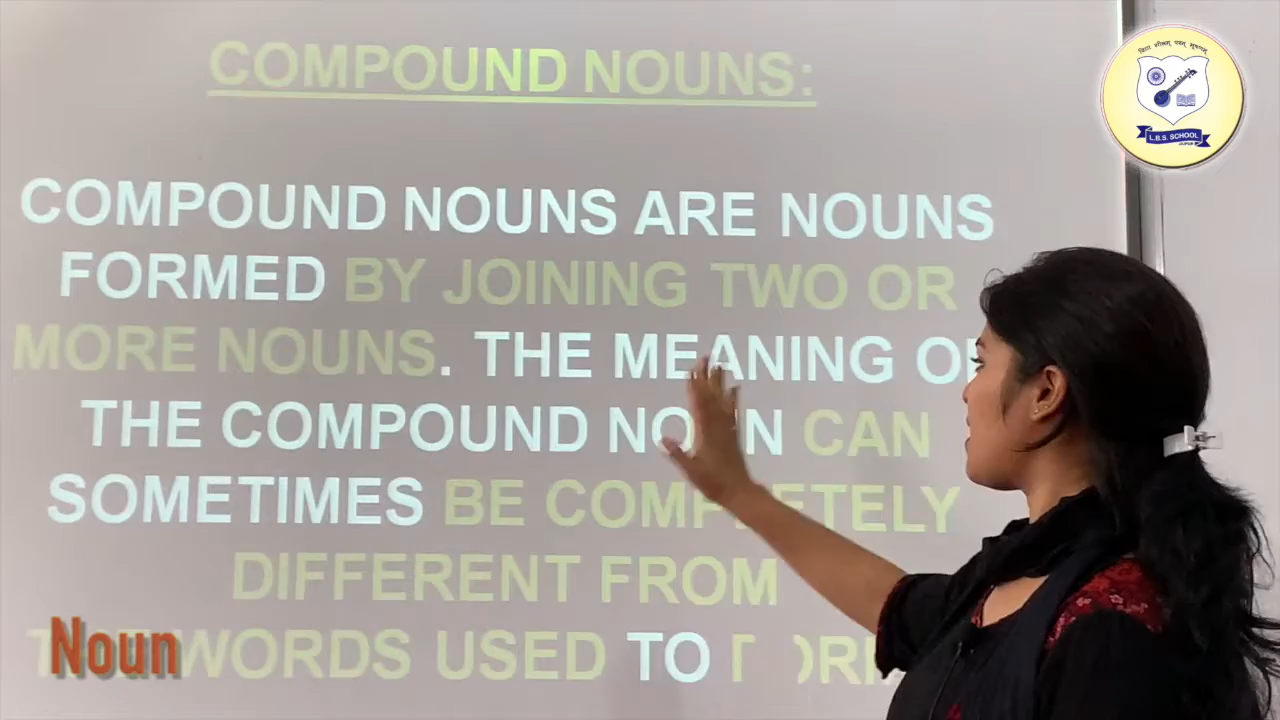 COMPOUND NOUNS:
COMPOUND NOUNS ARE NOUNS
FORMED BY JOINING TWO OR
MORE NOUNS. THE MEANING OF
THE COMPOUND NOUN CAN
SOMETIMES BE COMPLETELY
DIFFERENT FROM
WORDS USED TO
Noun
L.B.S. SCHOOL
JAIPUR